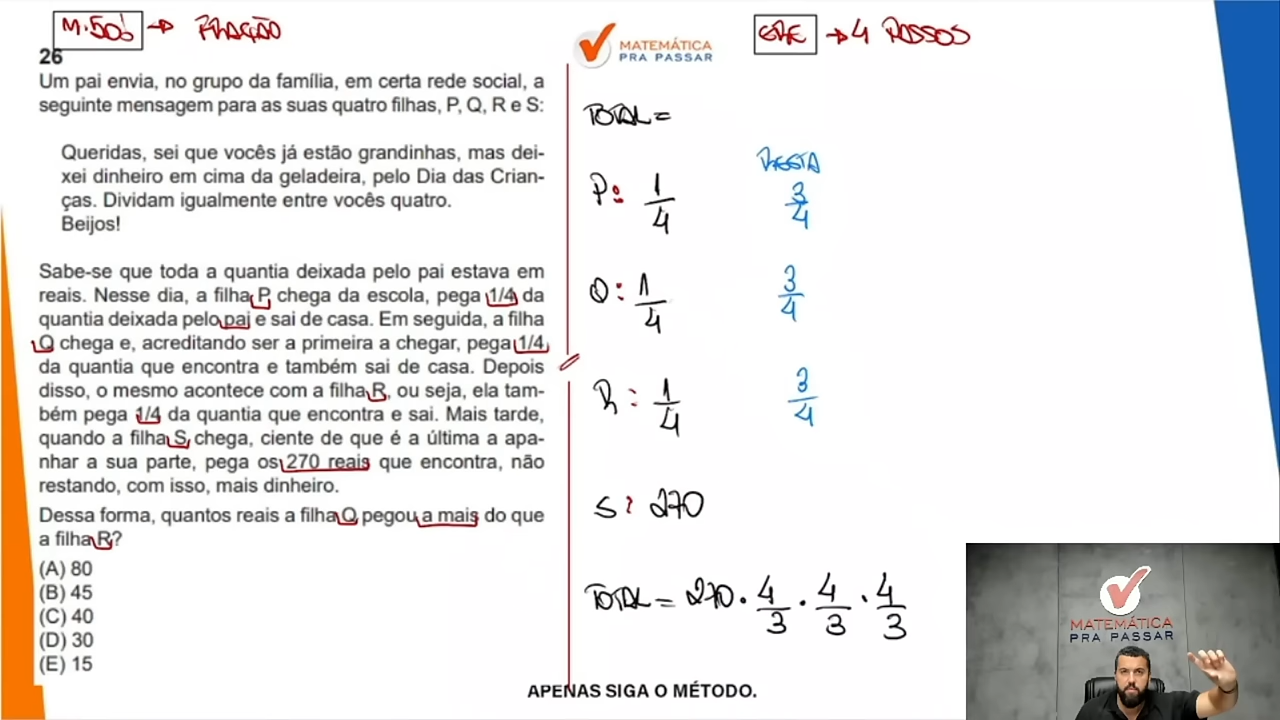 M.50% → FRAÇÃO
GRE → 4 PASSOS
MATEMÁTICA
PRA PASSAR
26
Um pai envia, no grupo da família, em certa rede social, a
seguinte mensagem para as suas quatro filhas, P, Q, R e S:
Queridas, sei que vocês já estão grandinhas, mas dei-
xei dinheiro em cima da geladeira, pelo Dia das Crian-
ças. Dividam igualmente entre vocês quatro.
Beijos!
Sabe-se que toda a quantia deixada pelo pai estava em
reais. Nesse dia, a filha P chega da escola, pega 1/4 da
quantia deixada pelo pai e sai de casa. Em seguida, a filha
Q chega e, acreditando ser a primeira a chegar, pega 1/4
da quantia que encontra e também sai de casa. Depois
disso, o mesmo acontece com a filha R, ou seja, ela tam-
bém pega 1/4 da quantia que encontra e sai. Mais tarde,
quando a filha S chega, ciente de que é a última a apa-
nhar a sua parte, pega os 270 reais que encontra, não
restando, com isso, mais dinheiro.
Dessa forma, quantos reais a filha Q pegou a mais do que
a filha R?
(A) 80
(B) 45
(C) 40
(D) 30
(E) 15
TOTAL =
RESTA
P: 1/4 3/4
Q: 1/4 3/4
R: 1/4 3/4
S: 270
TOTAL = 270 · 4/3 · 4/3 · 4/3
MATEMÁTICA
PRA PASSAR
APENAS SIGA O MÉTODO.